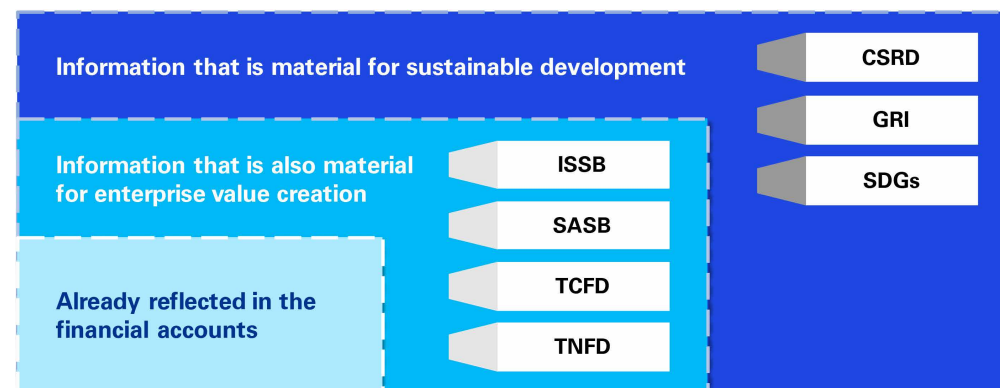 Information that is material for sustainable development
CSRD
GRI
SDGs
Information that is also material
for enterprise value creation
ISSB
SASB
TCFD
TNFD
Already reflected in the
financial accounts